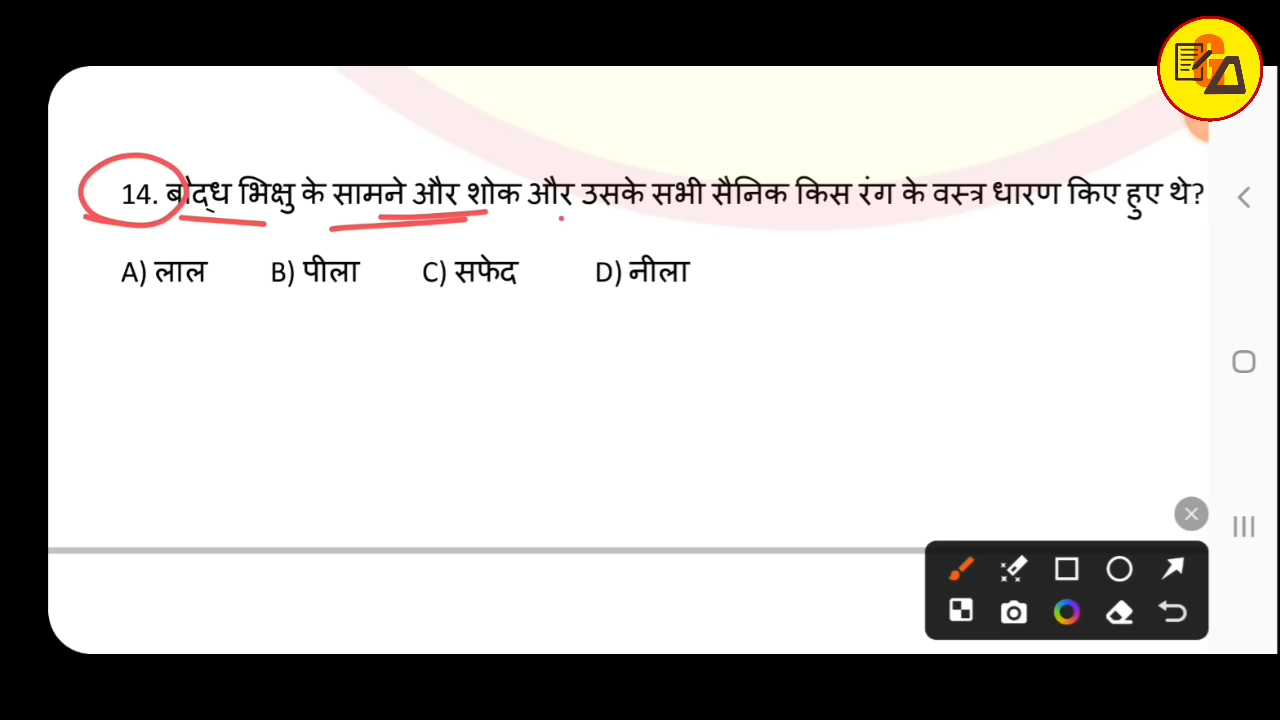 14. बोद्ध भिक्षु के सामने और शोक और उसके सभी सैनिक किस रंग के वस्त्र धारण किए हुए थे?
A) लाल B) पीला C) सफेद D) नीला